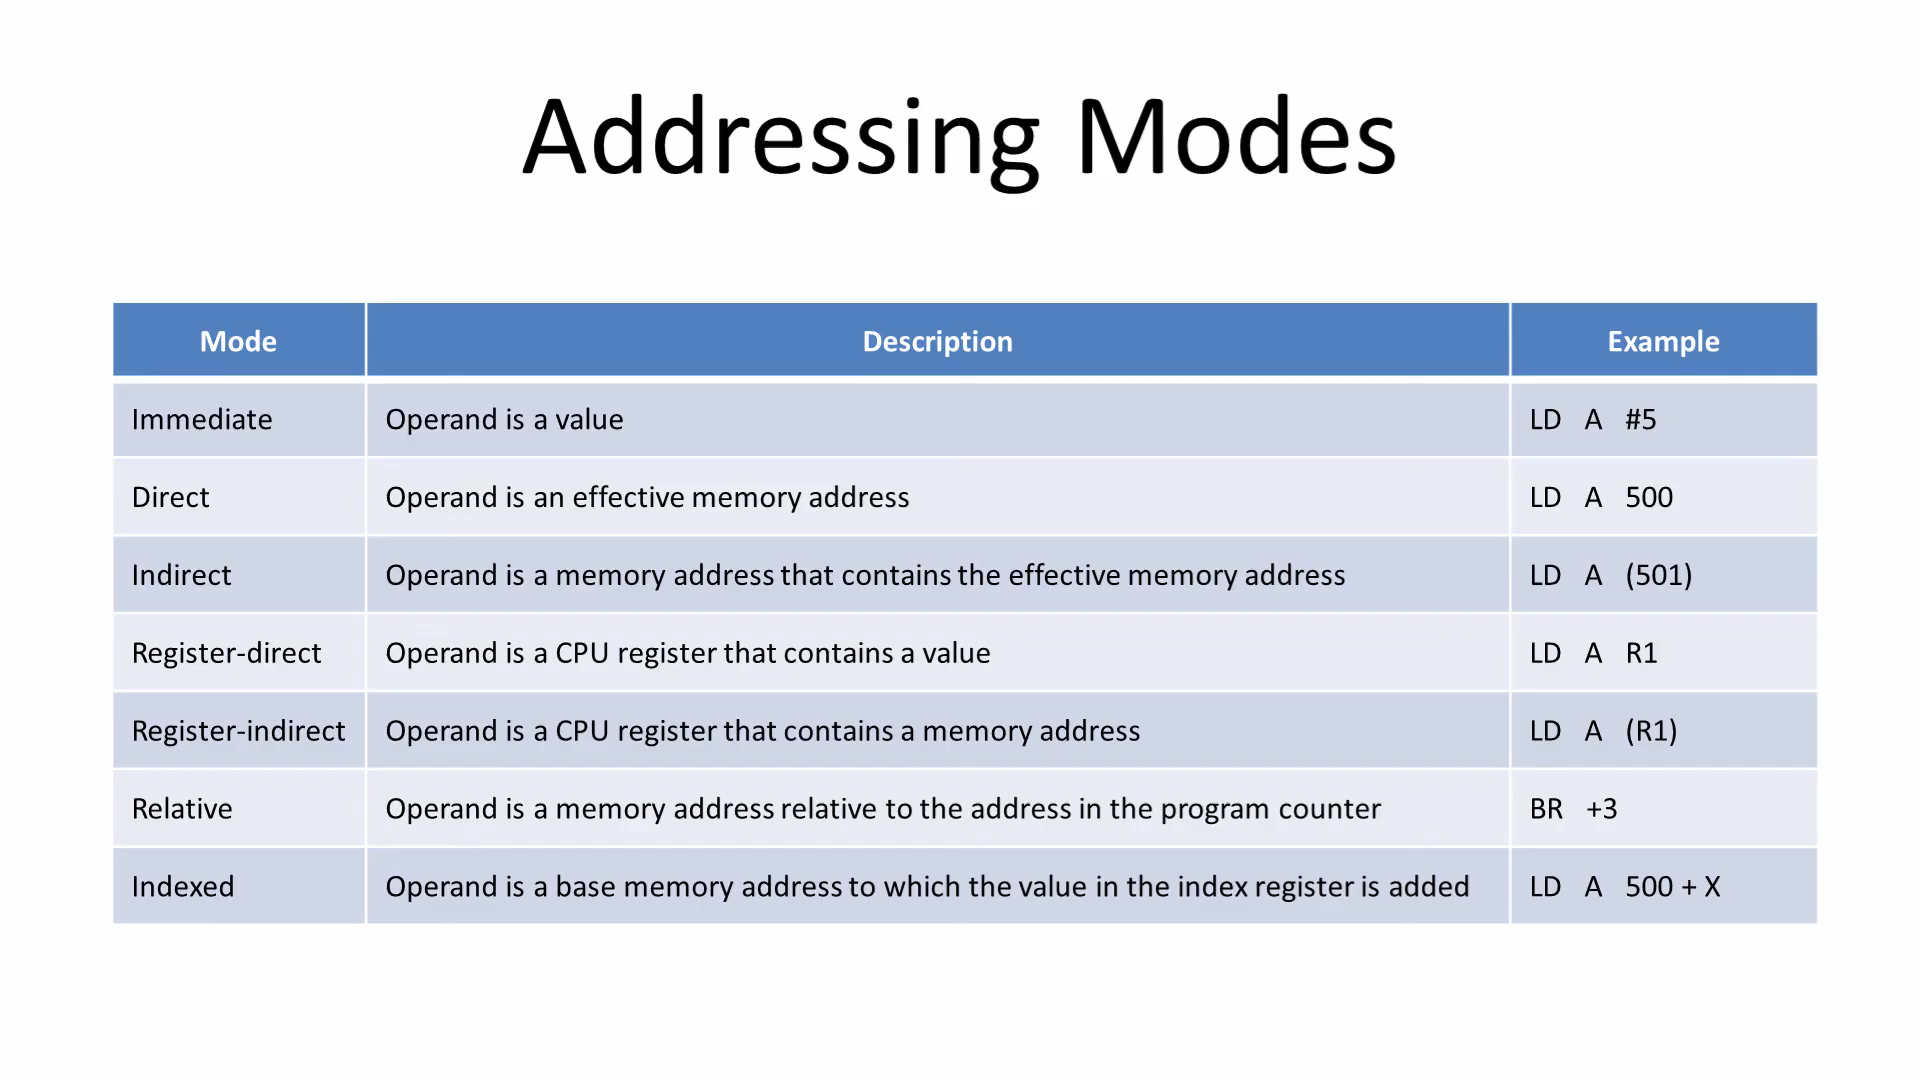 Addressing Modes
Mode Description Example
Immediate Operand is a value LD A #5
Direct Operand is an effective memory address LD A 500
Indirect Operand is a memory address that contains the effective memory address LD A (501)
Register-direct Operand is a CPU register that contains a value LD A R1
Register-indirect Operand is a CPU register that contains a memory address LD A (R1)
Relative Operand is a memory address relative to the address in the program counter BR +3
Indexed Operand is a base memory address to which the value in the index register is added LD A 500 + X